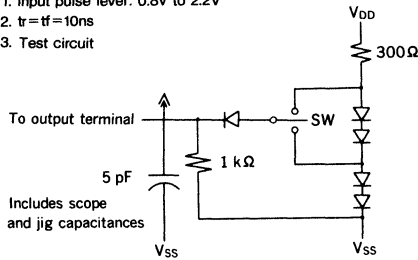 1. Input pulse level: 0.8V to 2.2V
2. tr=tf=10ns
3. Test circuit
VDD
300Ω
To output terminal
SW
1 kΩ
5 pF
Includes scope
and jig capacitances
VSS
VSS